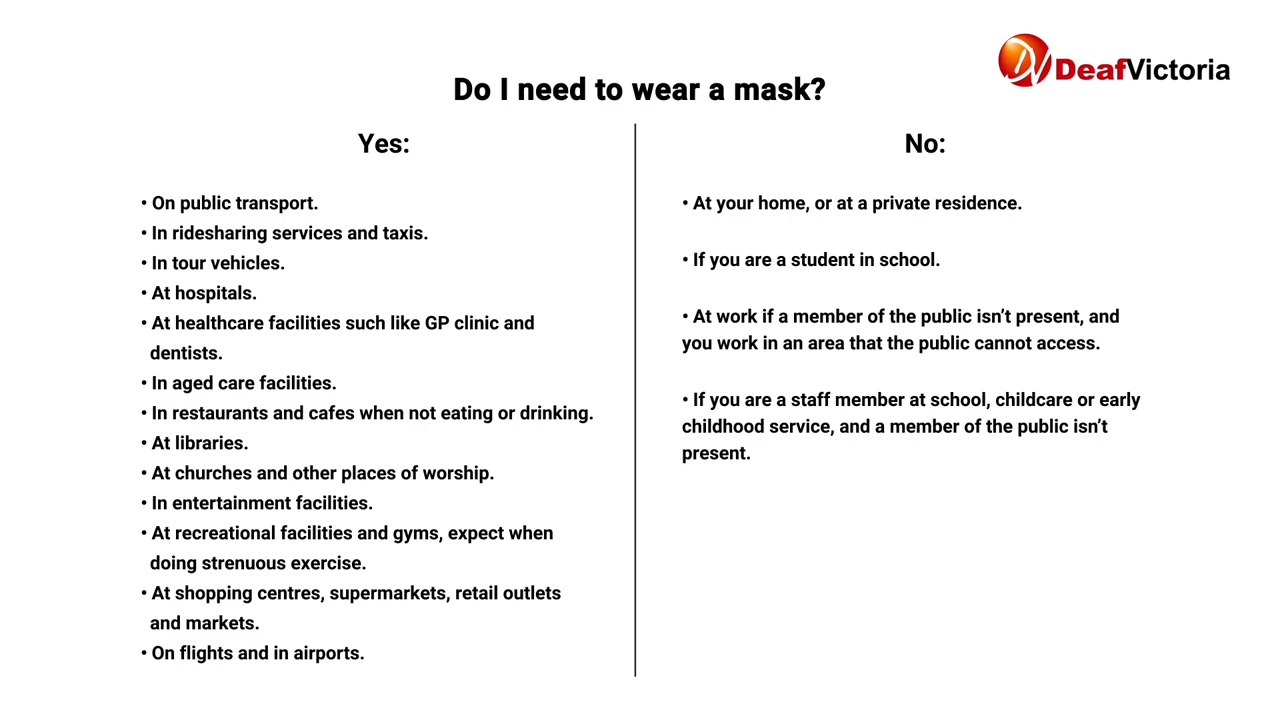 DeafVictoria
Do I need to wear a mask?
Yes:
• On public transport.
• In ridesharing services and taxis.
• In tour vehicles.
• At hospitals.
• At healthcare facilities such like GP clinic and
dentists.
• In aged care facilities.
• In restaurants and cafes when not eating or drinking.
• At libraries.
• At churches and other places of worship.
• In entertainment facilities.
• At recreational facilities and gyms, expect when
doing strenuous exercise.
• At shopping centres, supermarkets, retail outlets
and markets.
• On flights and in airports.
No:
• At your home, or at a private residence.
• If you are a student in school.
• At work if a member of the public isn’t present, and
you work in an area that the public cannot access.
• If you are a staff member at school, childcare or early
childhood service, and a member of the public isn’t
present.